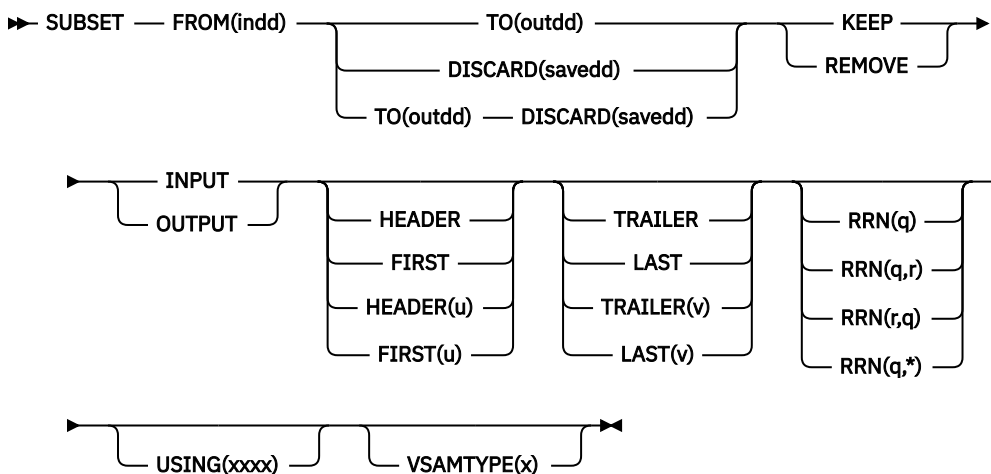 SUBSET FROM(indd) TO(outdd) KEEP
DISCARD(savedd) REMOVE
TO(outdd) DISCARD(savedd)
INPUT
OUTPUT
HEADER TRAILER RRN(q)
FIRST LAST RRN(q,r)
HEADER(u) TRAILER(v) RRN(r,q)
FIRST(u) LAST(v) RRN(q,*)
USING(xxxx) VSAMTYPE(x)